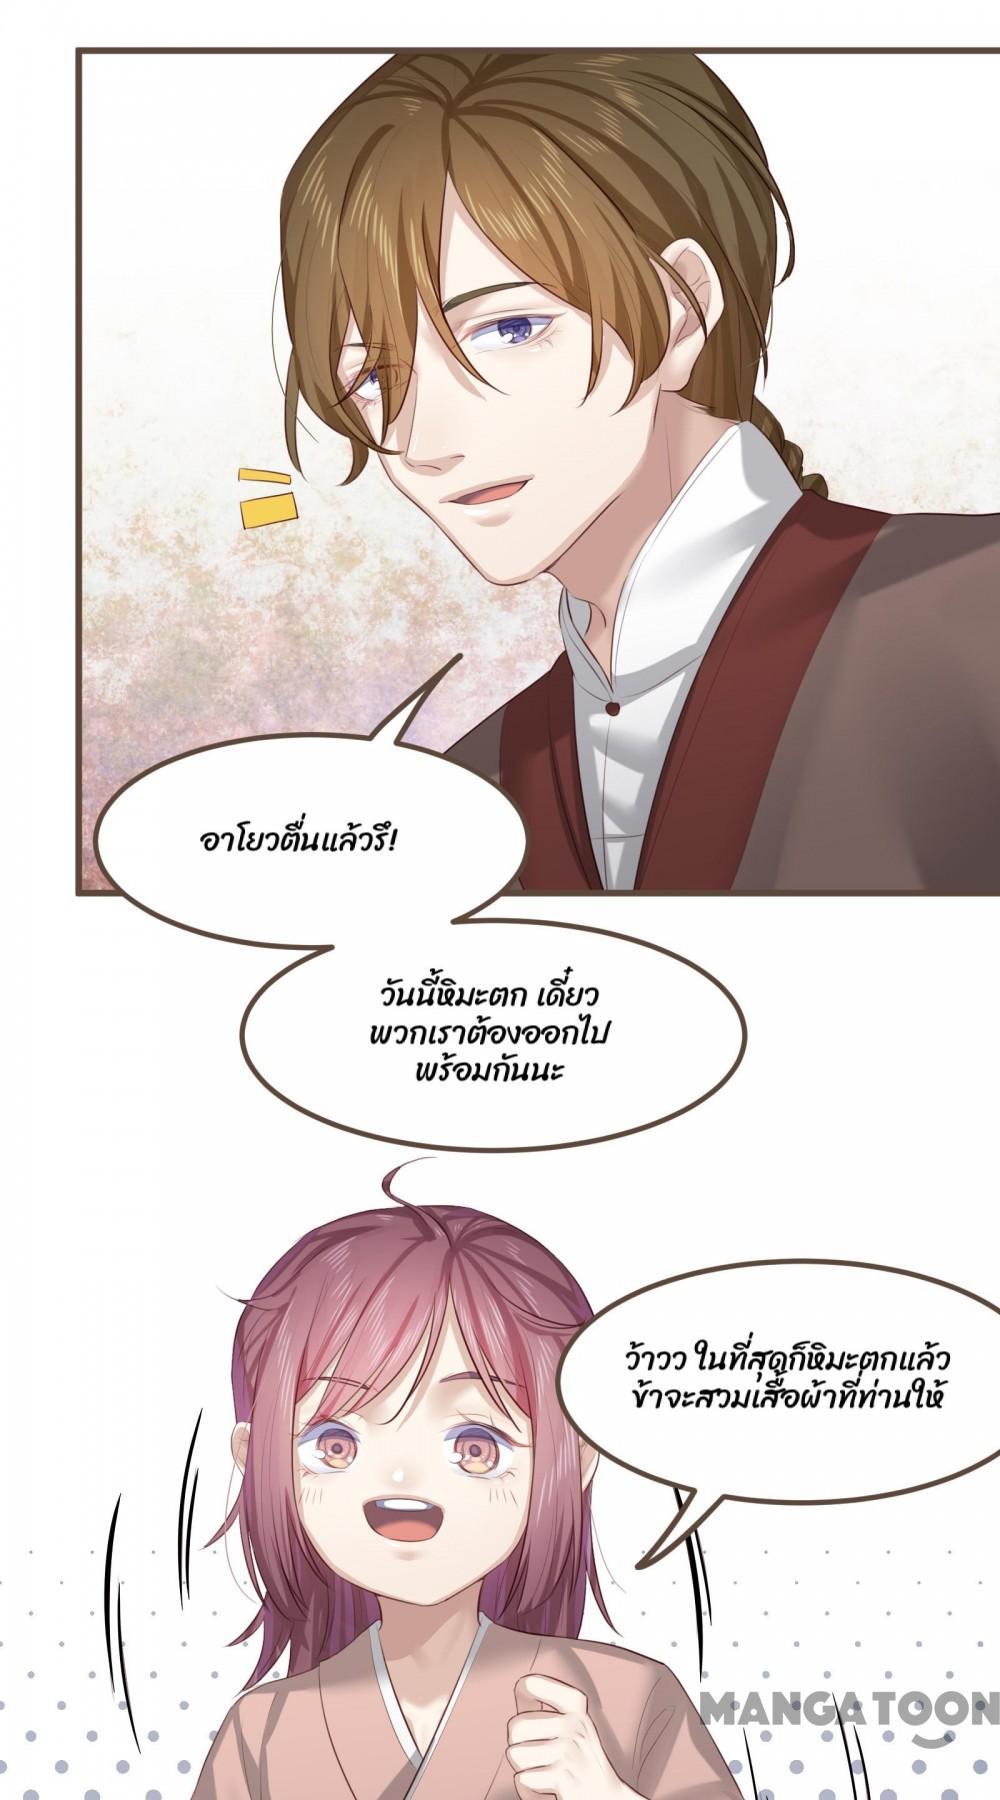 อาโยวตื่นแล้วรึ!
วันนี้หิมะตก เดี๋ยว
พวกเราต้องออกไป
พร้อมกันนะ
ว้าวว ในที่สุดก็หิมะตกแล้ว
ข้าจะสวมเสื้อผ้าที่ท่านให้
MANGATOON